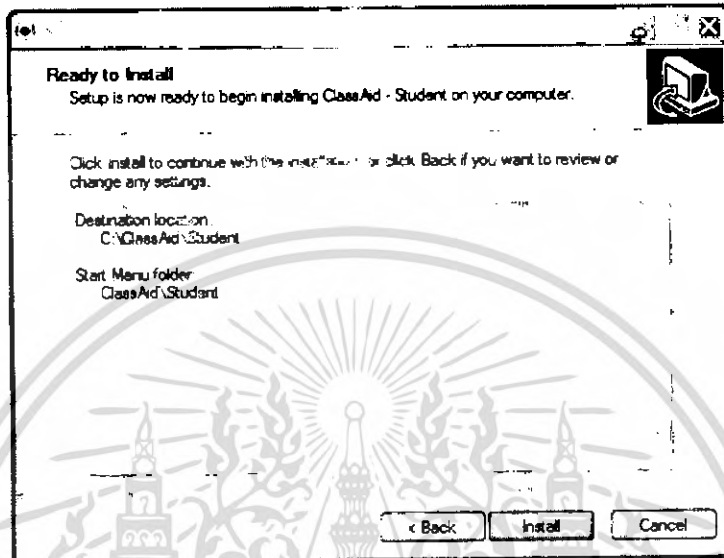 Ready to Install
Setup is now ready to begin installing ClassAid - Student on your computer.
Click install to continue with the installation or click Back if you want to review or
change any settings.
Destination location:
C:\ClassAid\Student
Start Menu folder:
ClassAid\Student
< Back
Install
Cancel